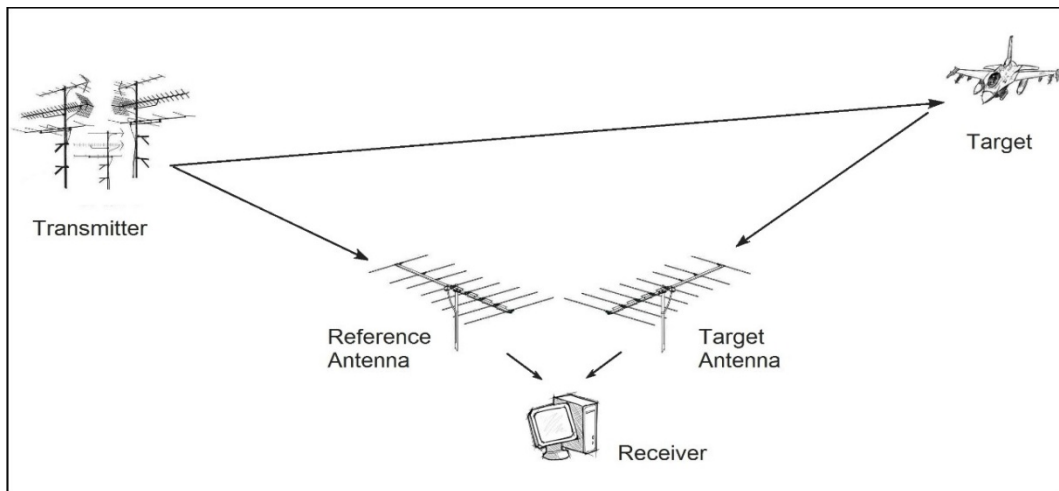 Transmitter
Target
Reference
Antenna
Target
Antenna
Receiver